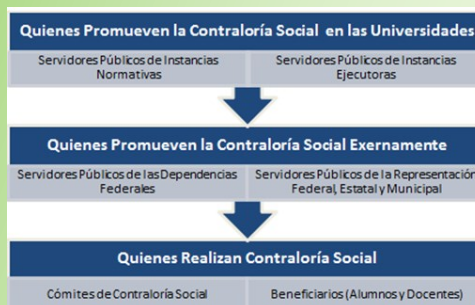 Quienes Promueven la Contraloría Social en las Universidades
Servidores Públicos de Instancias
Normativas
Servidores Públicos de Instancias
Ejecutoras
Quienes Promueven la Contraloría Social Exernamente
Servidores Públicos de las Dependencias
Federales
Servidores Públicos de la Representación
Federal, Estatal y Municipal
Quienes Realizan Contraloría Social
Cómites de Contraloría Social
Beneficiarios (Alumnos y Docentes)